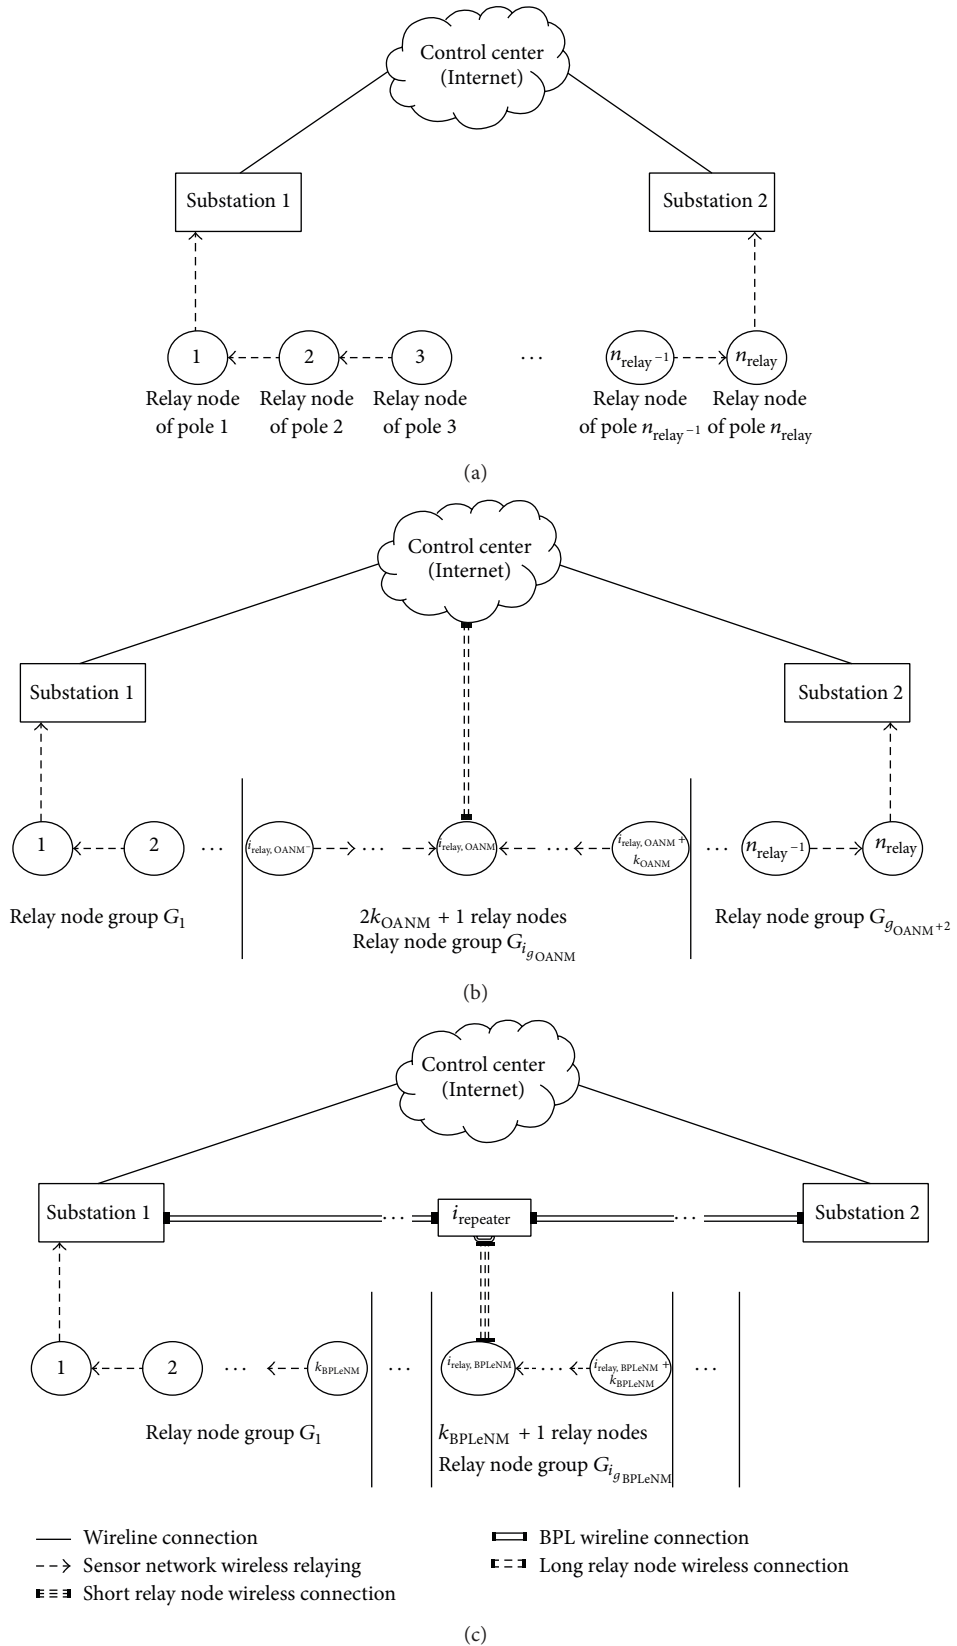 Control center
(Internet)
Substation 1
Substation 2
1
2
3
...
n_relay−1
n_relay
Relay node
of pole 1
Relay node
of pole 2
Relay node
of pole 3
Relay node
of pole n_relay−1
Relay node
of pole n_relay
(a)
Control center
(Internet)
Substation 1
Substation 2
1
2
...
i_relay, OANM−
...
i_relay, OANM
...
i_relay, OANM +
k_OANM
...
n_relay−1
n_relay
Relay node group G_1
2k_OANM + 1 relay nodes
Relay node group G_i_g_OANM
Relay node group G_g_OANM+2
(b)
Control center
(Internet)
Substation 1
...
i_repeater
...
Substation 2
1
2
...
k_BPLeNM
...
i_relay, BPLeNM
...
i_relay, BPLeNM +
k_BPLeNM
...
Relay node group G_1
k_BPLeNM + 1 relay nodes
Relay node group G_i_g_BPLeNM
Wireline connection
BPL wireline connection
Sensor network wireless relaying
Long relay node wireless connection
Short relay node wireless connection
(c)